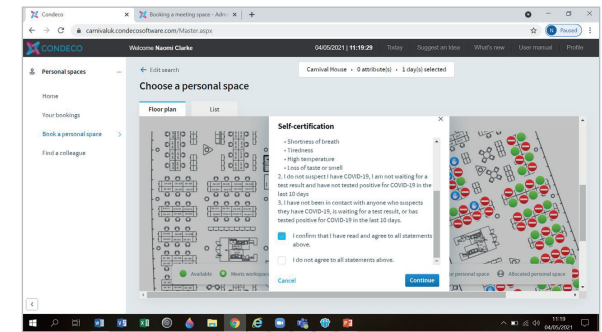 Condeco
Booking a meeting space - Admi
carnivaluk.condecosoftware.com/Master.aspx
Paused
CONDECO
Welcome Naomi Clarke
04/05/2021 | 11:19:29
Today
Suggest an idea
What's new
User manual
Profile
Personal spaces
Home
Your bookings
Book a personal space
Find a colleague
Edit search
Carnival House • 0 attribute(s) • 1 day(s) selected
Choose a personal space
Floor plan
List
Self-certification
• Shortness of breath
• Tiredness
• High temperature
• Loss of taste or smell
2. I do not suspect I have COVID-19, I am not waiting for a
test result and have not tested positive for COVID-19 in the
last 10 days
3. I have not been in contact with anyone who suspects
they have COVID-19, is waiting for a test result, or has
tested positive for COVID-19 in the last 10 days.
I confirm that I have read and agree to all statements
above.
I do not agree to all statements above.
Cancel
Continue
Available
personal space
Allocated personal space
11:19
04/05/2021